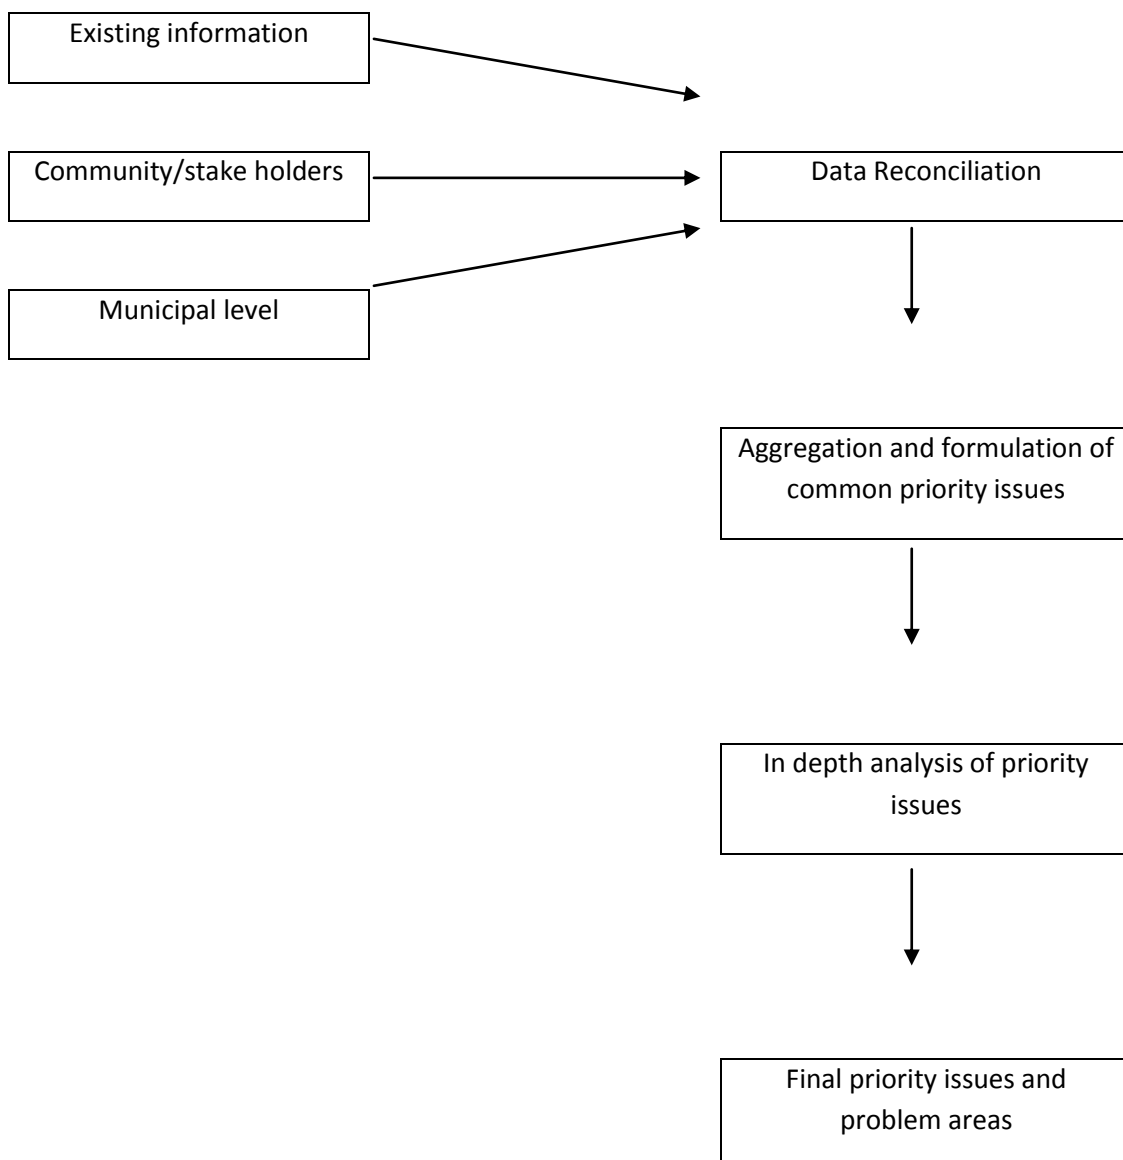 Existing information
Community/stake holders
Data Reconciliation
Municipal level
Aggregation and formulation of
common priority issues
In depth analysis of priority
issues
Final priority issues and
problem areas